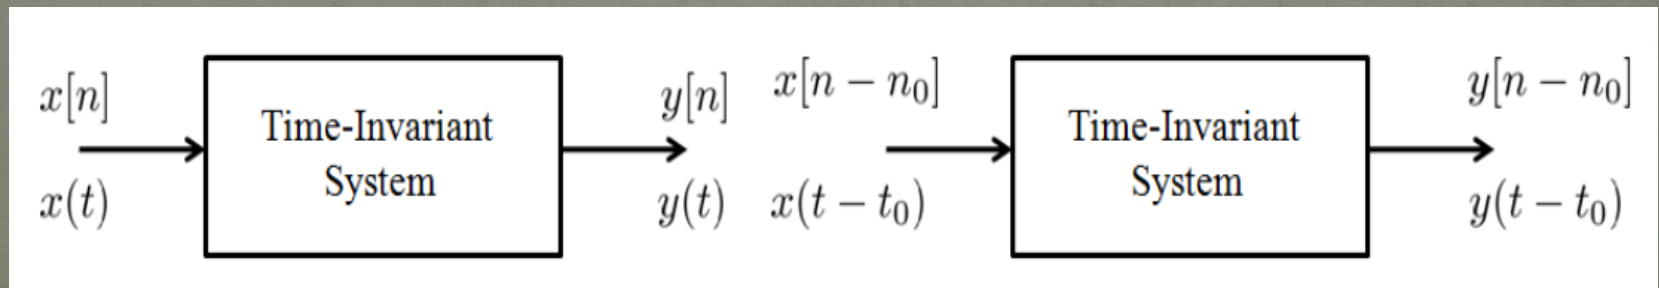 x[n]
x(t)
Time-Invariant
System
y[n]
y(t)
x[n − n₀]
x(t − t₀)
Time-Invariant
System
y[n − n₀]
y(t − t₀)